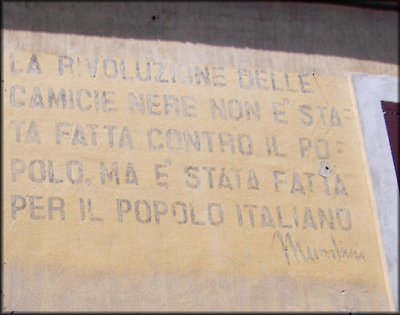 LA RIVOLUZIONE DELLE
CAMICIE NERE NON E' STA-
TA FATTA CONTRO IL PO-
POLO, MA E' STATA FATTA
PER IL POPOLO ITALIANO
Mussolini